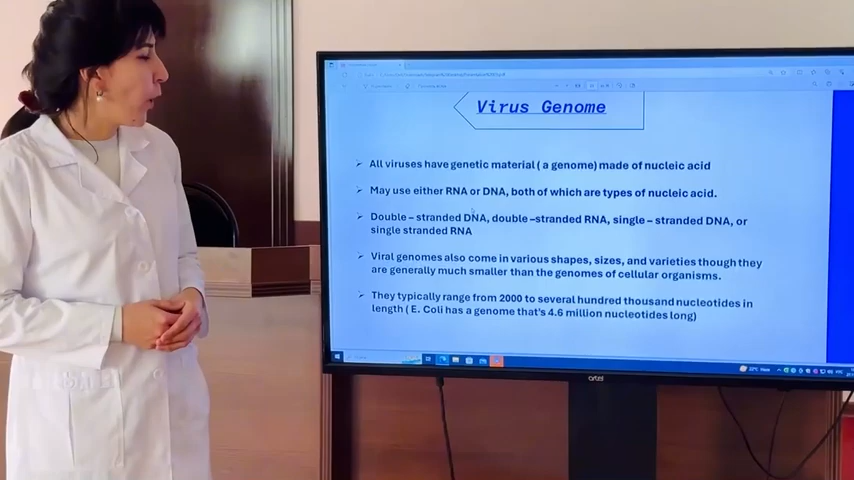 Virus Genome
All viruses have genetic material ( a genome) made of nucleic acid
May use either RNA or DNA, both of which are types of nucleic acid.
Double – stranded DNA, double –stranded RNA, single – stranded DNA, or
single stranded RNA
Viral genomes also come in various shapes, sizes, and varieties though they
are generally much smaller than the genomes of cellular organisms.
They typically range from 2000 to several hundred thousand nucleotides in
length ( E. Coli has a genome that's 4.6 million nucleotides long)
22°C Haze
artel